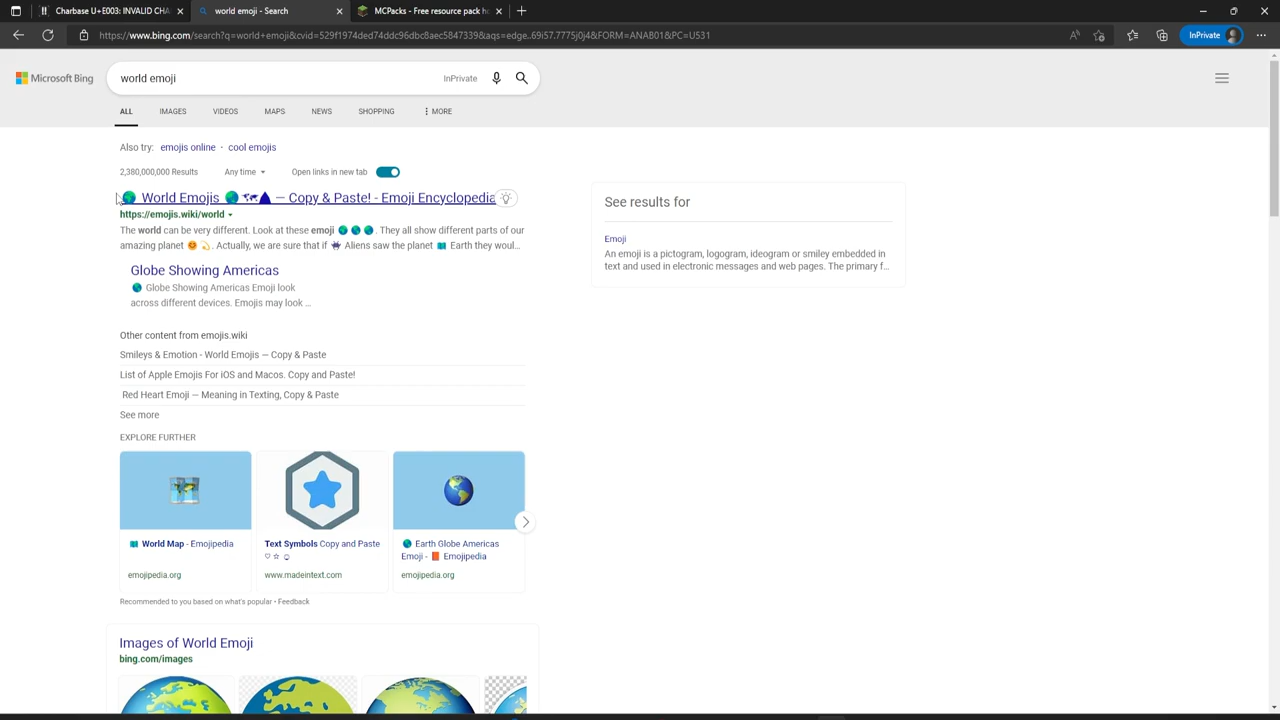 Charbase U+E003: INVALID CHA
world emoji - Search
MCPacks - Free resource pack ho
https://www.bing.com/search?q=world+emoji&cvid=529f1974ded74ddc96dbc8aec5847339&aqs=edge..69i57.7775j0j4&FORM=ANAB01&PC=U531
InPrivate
Microsoft Bing
world emoji
InPrivate
ALL IMAGES VIDEOS MAPS NEWS SHOPPING MORE
Also try: emojis online · cool emojis
2,380,000,000 Results Any time Open links in new tab
🌎 World Emojis 🌎🗺🏔 — Copy & Paste! - Emoji Encyclopedia
https://emojis.wiki/world
The world can be very different. Look at these emoji 🌎 🌎 🌎. They all show different parts of our
amazing planet 🌞 💫. Actually, we are sure that if 👾 Aliens saw the planet 🗺 Earth they woul...
Globe Showing Americas
🌎 Globe Showing Americas Emoji look
across different devices. Emojis may look ...
Other content from emojis.wiki
Smileys & Emotion - World Emojis — Copy & Paste
List of Apple Emojis For iOS and Macos. Copy and Paste!
Red Heart Emoji — Meaning in Texting, Copy & Paste
See more
EXPLORE FURTHER
🗺 World Map - Emojipedia
emojipedia.org
Text Symbols Copy and Paste
♡ ☆ ☺
www.madeintext.com
🌎 Earth Globe Americas
Emoji - 📙 Emojipedia
emojipedia.org
Recommended to you based on what's popular • Feedback
Images of World Emoji
bing.com/images
See results for
Emoji
An emoji is a pictogram, logogram, ideogram or smiley embedded in
text and used in electronic messages and web pages. The primary f...